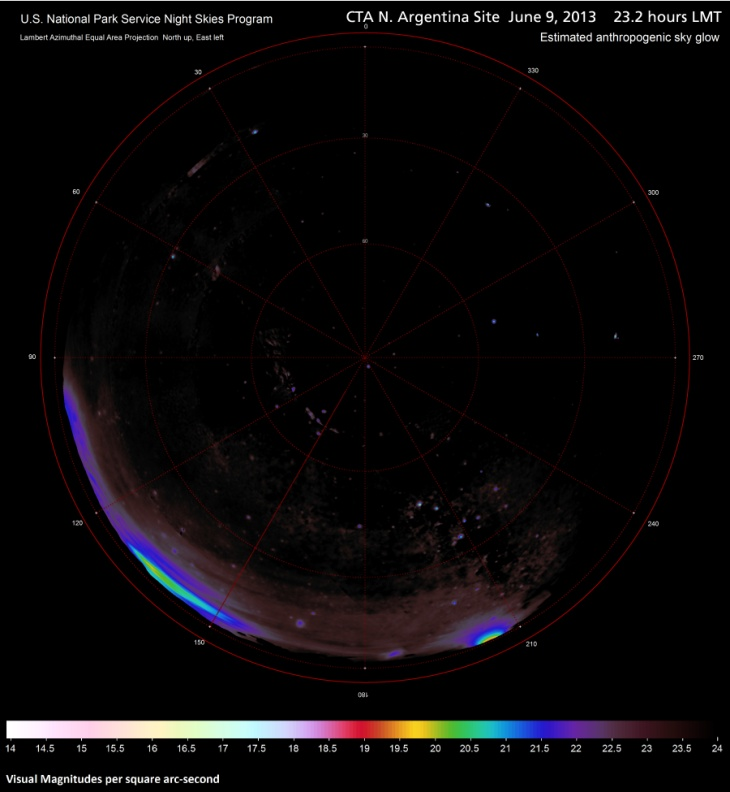 U.S. National Park Service Night Skies Program
CTA N. Argentina Site June 9, 2013 23.2 hours LMT
Lambert Azimuthal Equal Area Projection North up, East left
Estimated anthropogenic sky glow
0
30
330
30
60
300
60
90
270
120
240
150
210
180
14 14.5 15 15.5 16 16.5 17 17.5 18 18.5 19 19.5 20 20.5 21 21.5 22 22.5 23 23.5 24
Visual Magnitudes per square arc-second